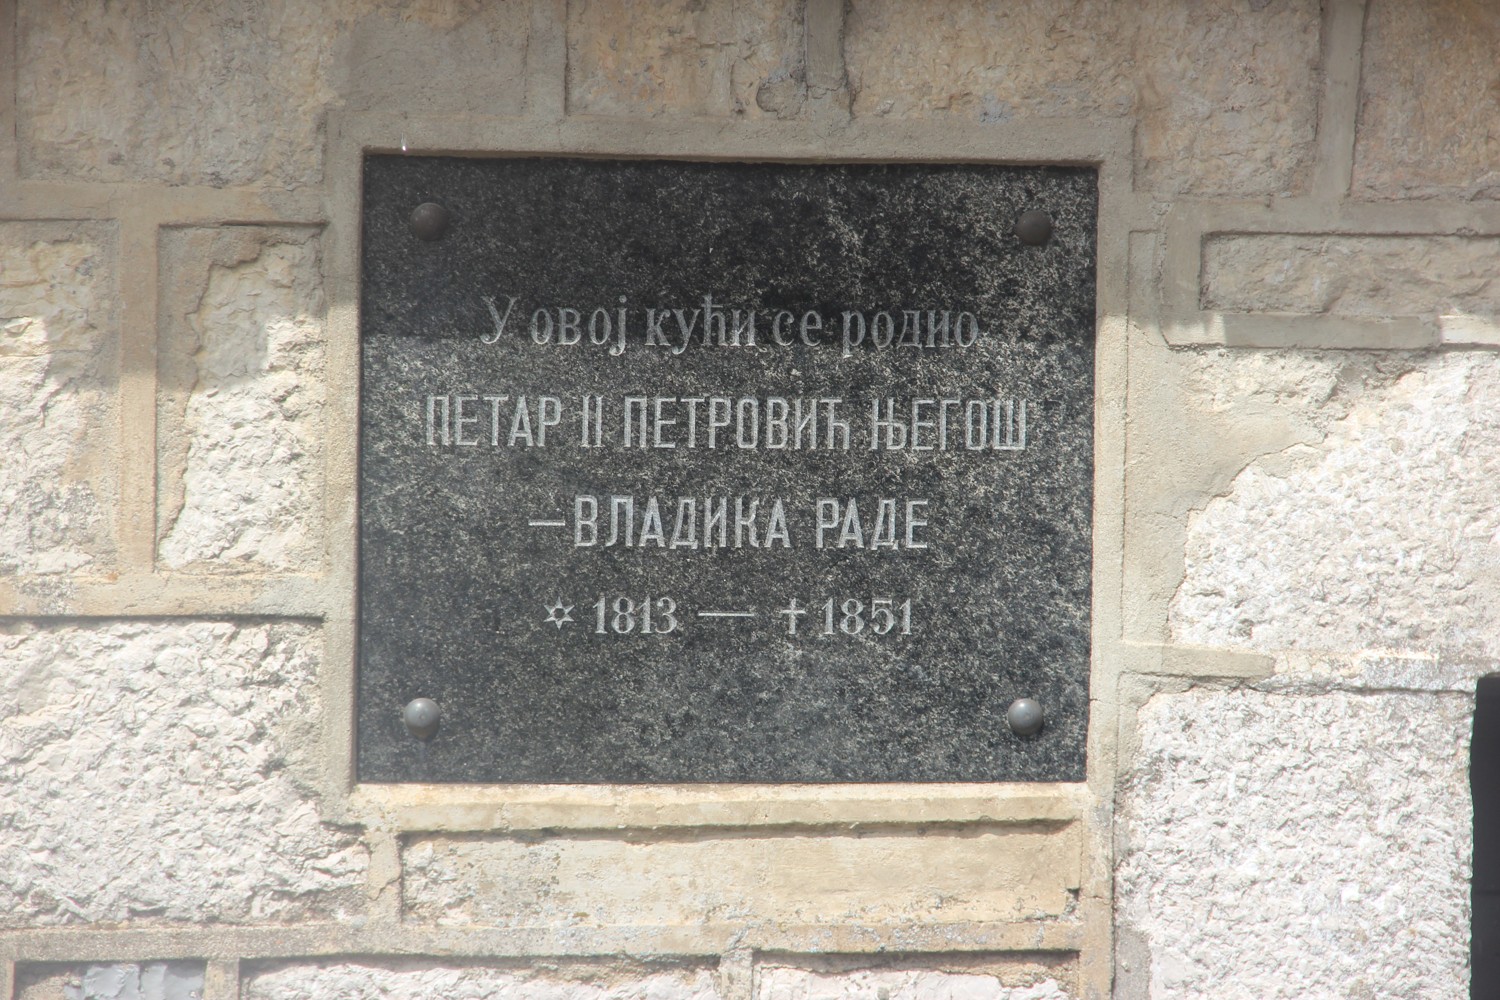 У овој кући се родио
ПЕТАР II ПЕТРОВИЋ ЊЕГОШ
— ВЛАДИКА РАДЕ
✡ 1813 — † 1851